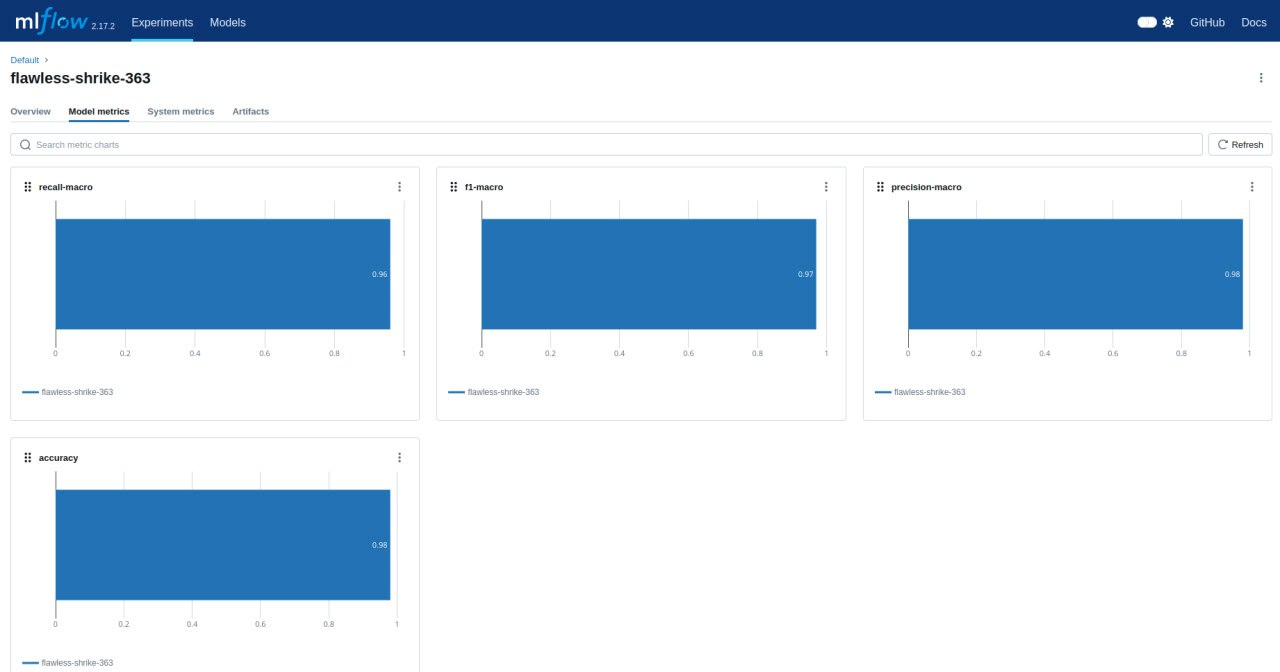 mlflow 2.17.2 Experiments Models GitHub Docs
Default
flawless-shrike-363
Overview Model metrics System metrics Artifacts
Search metric charts Refresh
recall-macro
0.96
0 0.2 0.4 0.6 0.8 1
flawless-shrike-363
f1-macro
0.97
0 0.2 0.4 0.6 0.8 1
flawless-shrike-363
precision-macro
0.98
0 0.2 0.4 0.6 0.8 1
flawless-shrike-363
accuracy
0.98
0 0.2 0.4 0.6 0.8 1
flawless-shrike-363